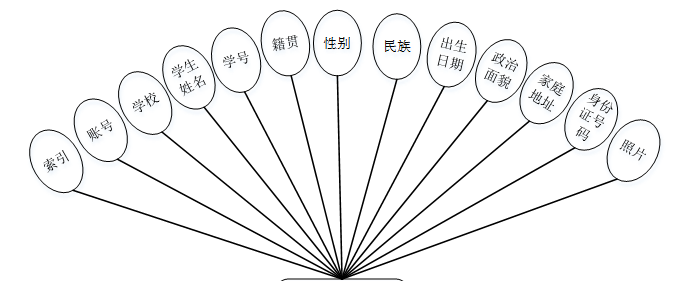 索引
账号
学校
学生
姓名
学号
籍贯
性别
民族
出生
日期
政治
面貌
家庭
地址
身份
证号
码
照片